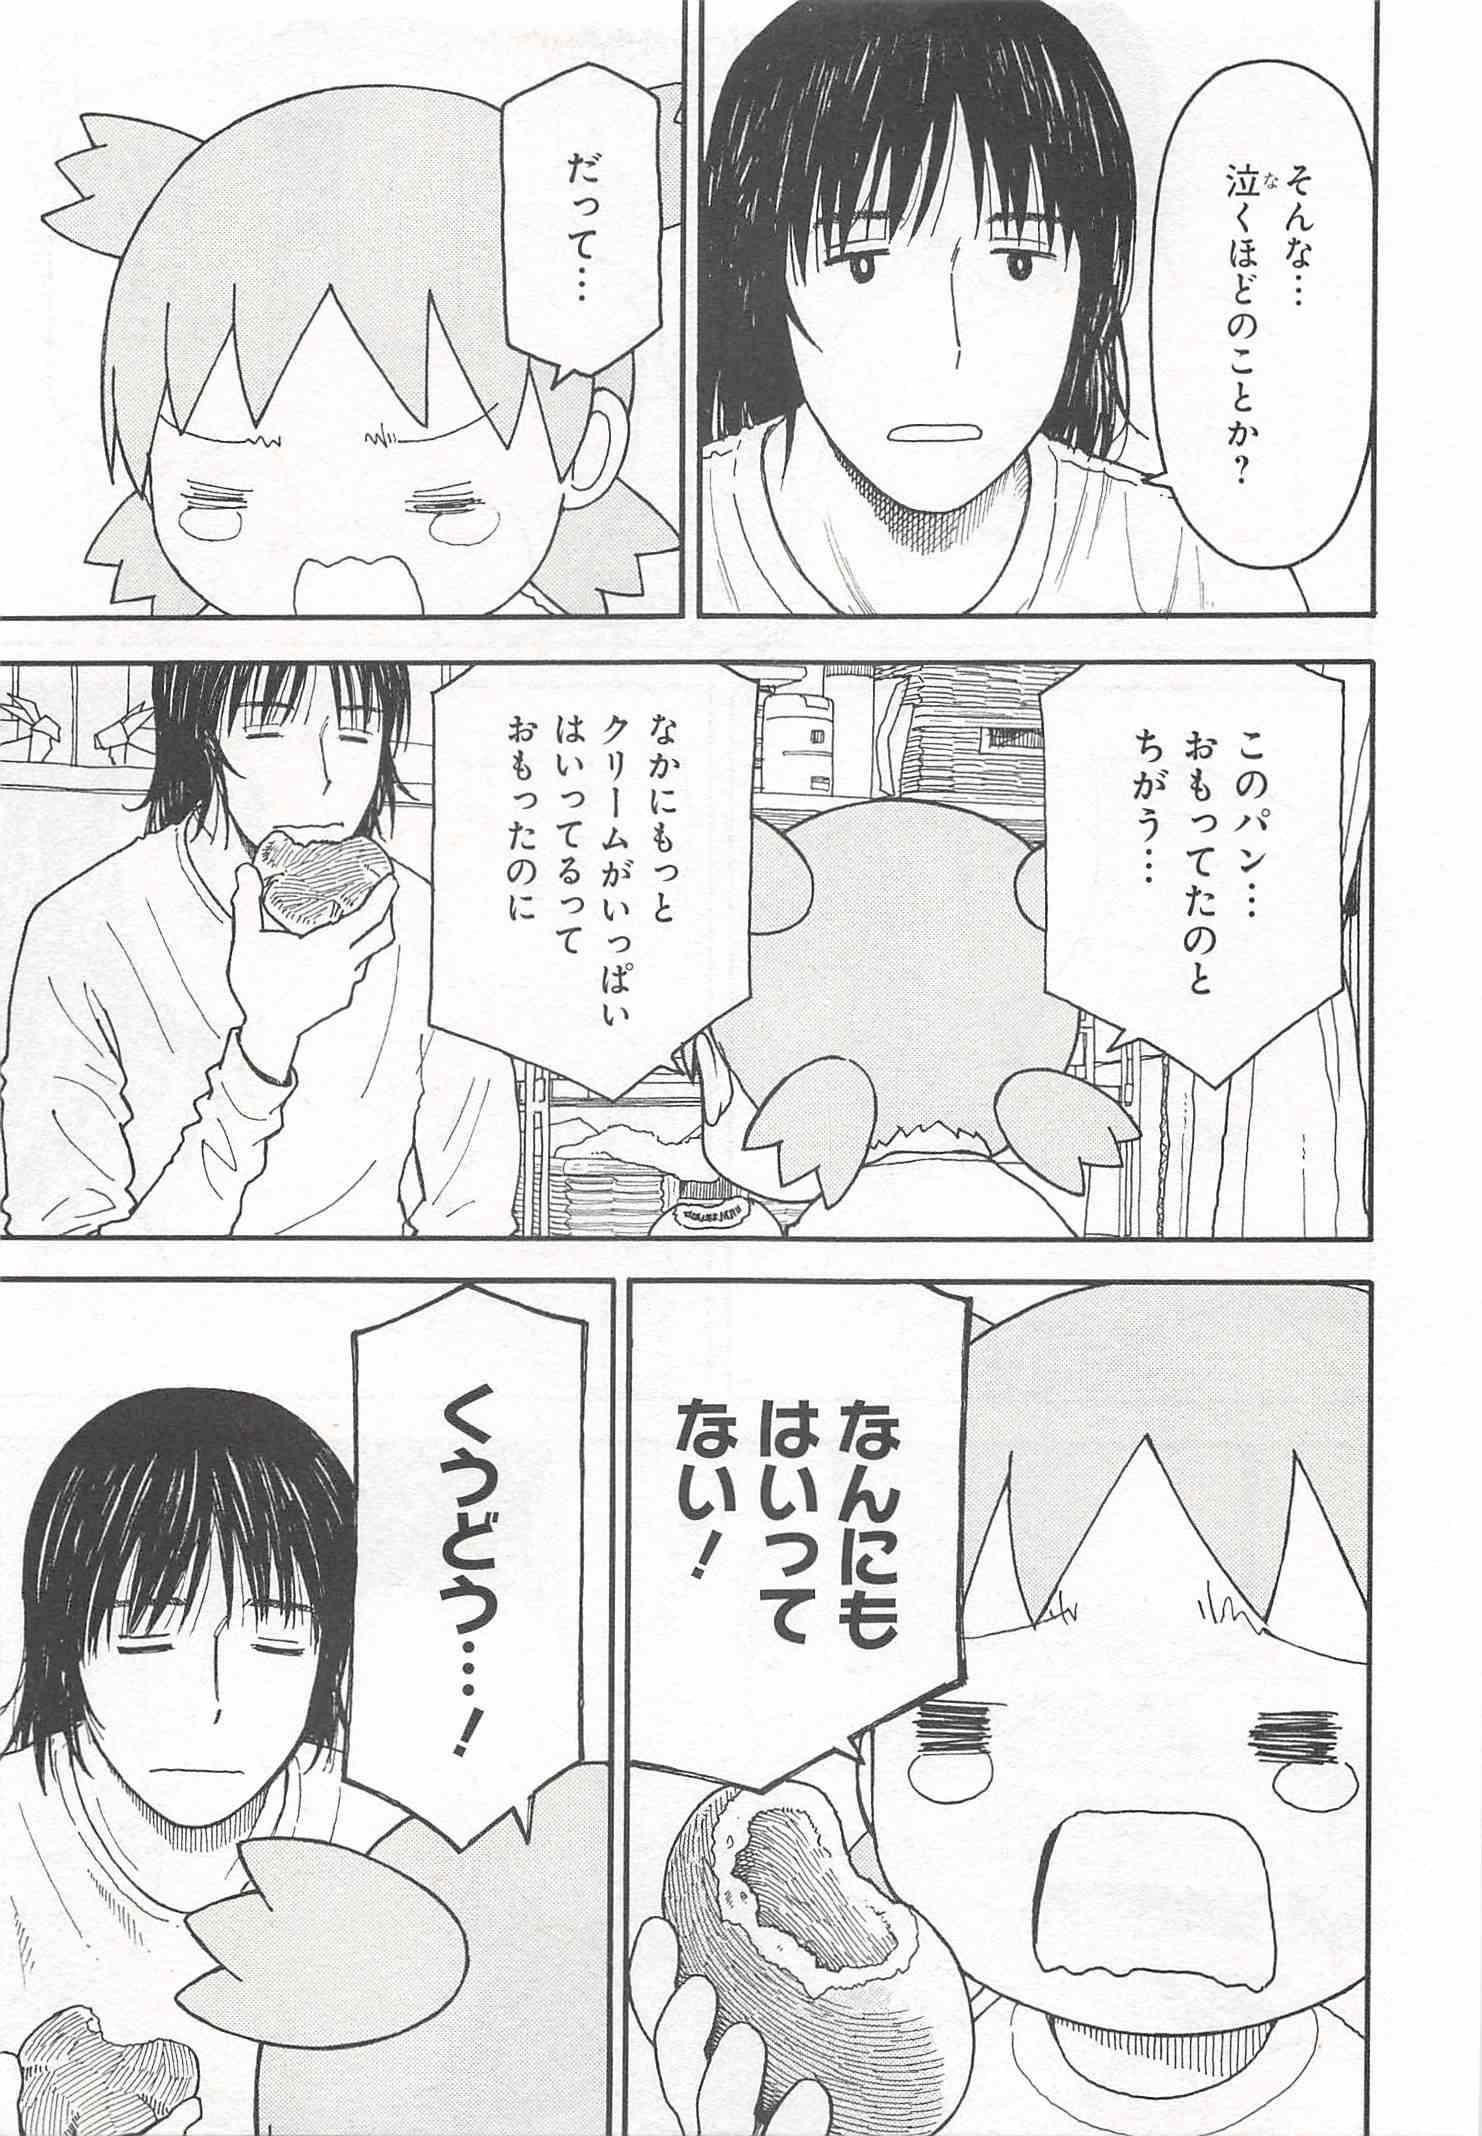 そんな…
泣くほどのことか?
な
だって…
このパン…
おもってたのと
ちがう…
なかにもっと
クリームがいっぱい
はいってるって
おもったのに
なんにも
はいって
ない!
くうどう…!